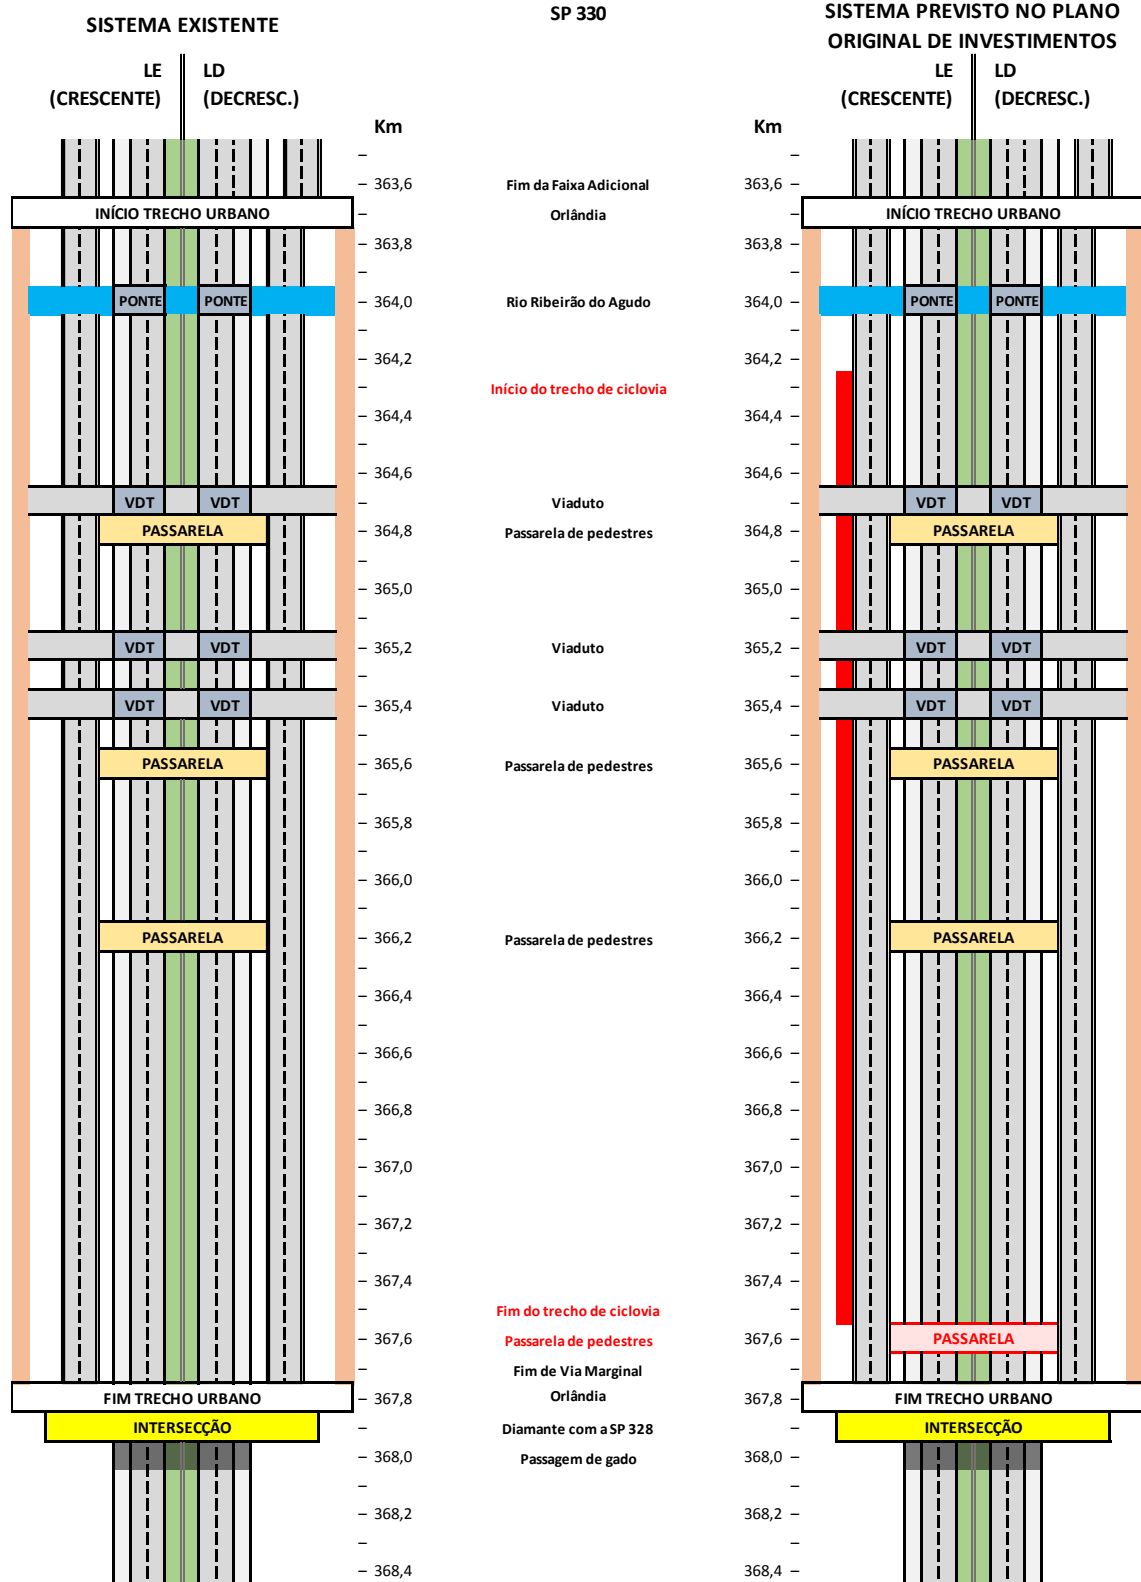 SISTEMA EXISTENTE
SP 330
SISTEMA PREVISTO NO PLANO
ORIGINAL DE INVESTIMENTOS
LE LD
(CRESCENTE) (DECRESC.)
LE LD
(CRESCENTE) (DECRESC.)
Km
Km
363,6 Fim da Faixa Adicional 363,6
INÍCIO TRECHO URBANO Orlândia INÍCIO TRECHO URBANO
363,8 363,8
PONTE PONTE 364,0 Rio Ribeirão do Agudo 364,0 PONTE PONTE
364,2 364,2
Início do trecho de ciclovia
364,4 364,4
364,6 364,6
VDT VDT Viaduto VDT VDT
PASSARELA 364,8 Passarela de pedestres 364,8 PASSARELA
365,0 365,0
VDT VDT 365,2 Viaduto 365,2 VDT VDT
VDT VDT 365,4 Viaduto 365,4 VDT VDT
PASSARELA 365,6 Passarela de pedestres 365,6 PASSARELA
365,8 365,8
366,0 366,0
PASSARELA 366,2 Passarela de pedestres 366,2 PASSARELA
366,4 366,4
366,6 366,6
366,8 366,8
367,0 367,0
367,2 367,2
367,4 367,4
Fim do trecho de ciclovia
367,6 Passarela de pedestres 367,6 PASSARELA
Fim de Via Marginal
FIM TRECHO URBANO 367,8 Orlândia 367,8 FIM TRECHO URBANO
INTERSECÇÃO Diamante com a SP 328 INTERSECÇÃO
368,0 Passagem de gado 368,0
368,2 368,2
368,4 368,4